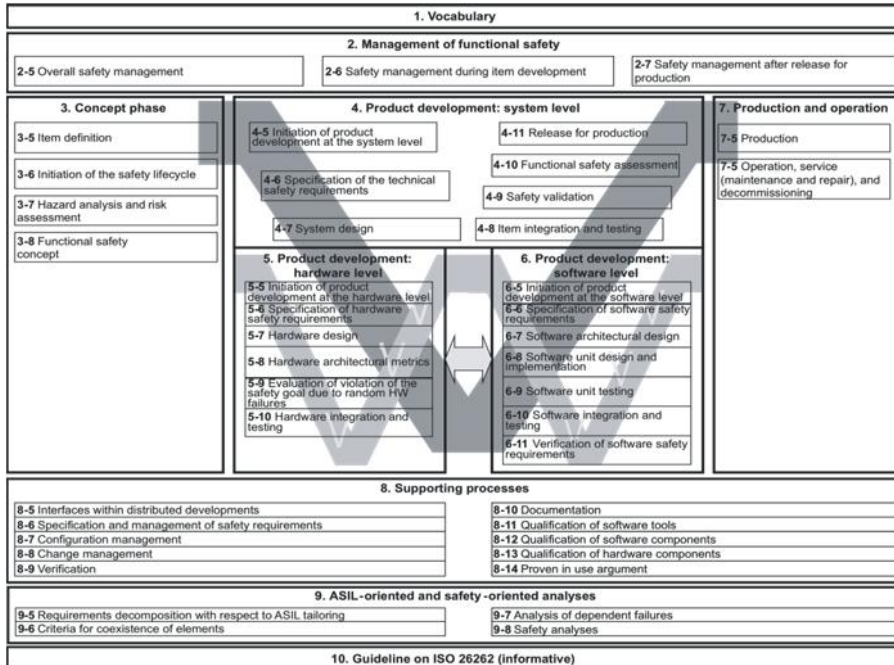 1. Vocabulary
2. Management of functional safety
2-5 Overall safety management
2-6 Safety management during item development
2-7 Safety management after release for
production
3. Concept phase
3-5 Item definition
3-6 Initiation of the safety lifecycle
3-7 Hazard analysis and risk
assessment
3-8 Functional safety
concept
4. Product development: system level
4-5 Initiation of product
development at the system level
4-6 Specification of the technical
safety requirements
4-7 System design
4-11 Release for production
4-10 Functional safety assessment
4-9 Safety validation
4-8 Item integration and testing
5. Product development:
hardware level
5-5 Initiation of product
development at the hardware level
5-6 Specification of hardware
safety requirements
5-7 Hardware design
5-8 Hardware architectural metrics
5-9 Evaluation of violation of the
safety goal due to random HW
failures
5-10 Hardware integration and
testing
6. Product development:
software level
6-5 Initiation of product
development at the software level
6-6 Specification of software safety
requirements
6-7 Software architectural design
6-8 Software unit design and
implementation
6-9 Software unit testing
6-10 Software integration and
testing
6-11 Verification of software safety
requirements
7. Production and operation
7-5 Production
7-5 Operation, service
(maintenance and repair), and
decommissioning
8. Supporting processes
8-5 Interfaces within distributed developments
8-6 Specification and management of safety requirements
8-7 Configuration management
8-8 Change management
8-9 Verification
8-10 Documentation
8-11 Qualification of software tools
8-12 Qualification of software components
8-13 Qualification of hardware components
8-14 Proven in use argument
9. ASIL-oriented and safety-oriented analyses
9-5 Requirements decomposition with respect to ASIL tailoring
9-6 Criteria for coexistence of elements
9-7 Analysis of dependent failures
9-8 Safety analyses
10. Guideline on ISO 26262 (informative)